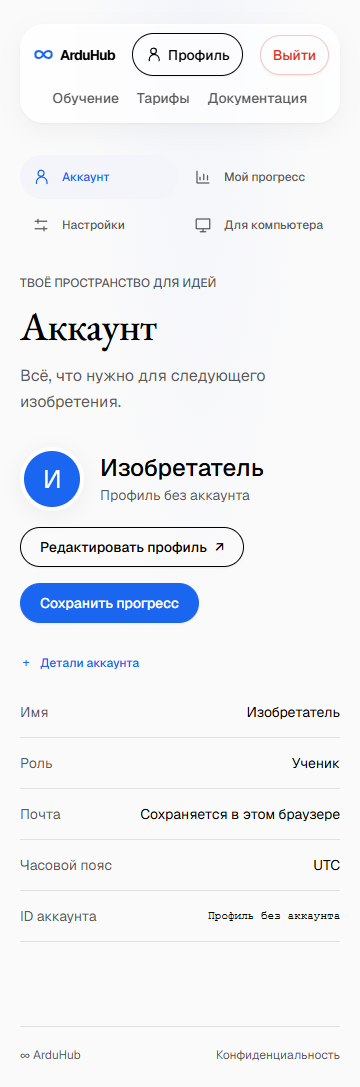 ArduHub
Профиль
Выйти
Обучение Тарифы Документация
Аккаунт
Мой прогресс
Настройки
Для компьютера
ТВОЁ ПРОСТРАНСТВО ДЛЯ ИДЕЙ
Аккаунт
Всё, что нужно для следующего
изобретения.
И
Изобретатель
Профиль без аккаунта
Редактировать профиль ↗
Сохранить прогресс
+ Детали аккаунта
Имя Изобретатель
Роль Ученик
Почта Сохраняется в этом браузере
Часовой пояс UTC
ID аккаунта Профиль без аккаунта
∞ ArduHub Конфиденциальность